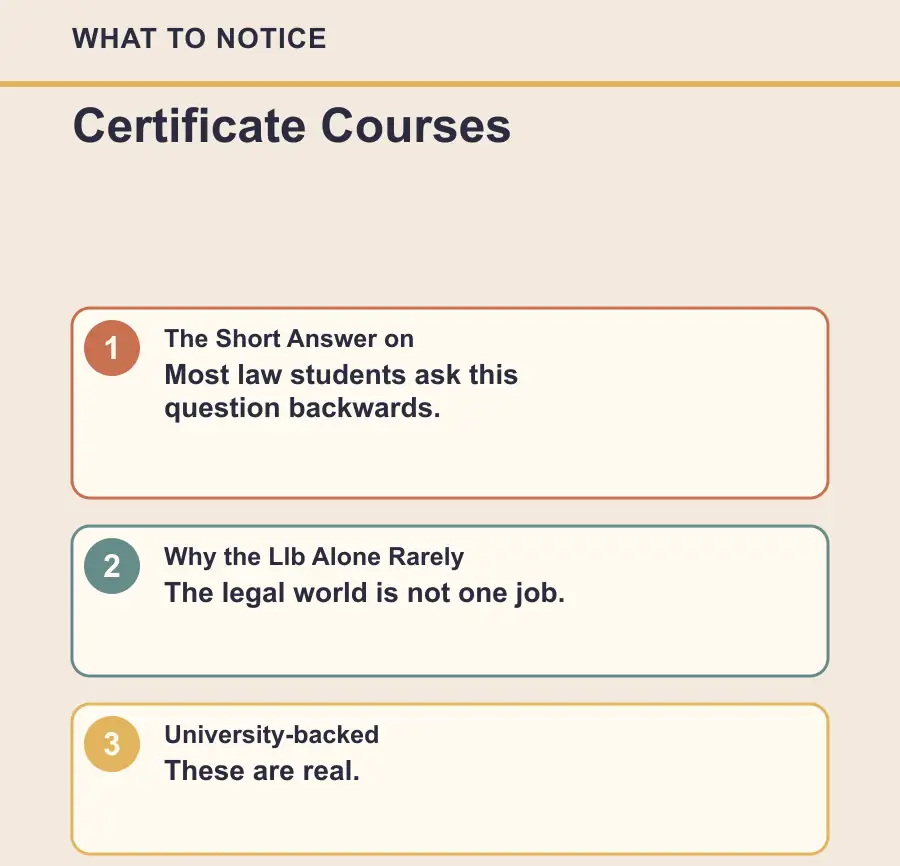 WHAT TO NOTICE
Certificate Courses
1
The Short Answer on
Most law students ask this
question backwards.
2
Why the Llb Alone Rarely
The legal world is not one job.
3
University-backed
These are real.